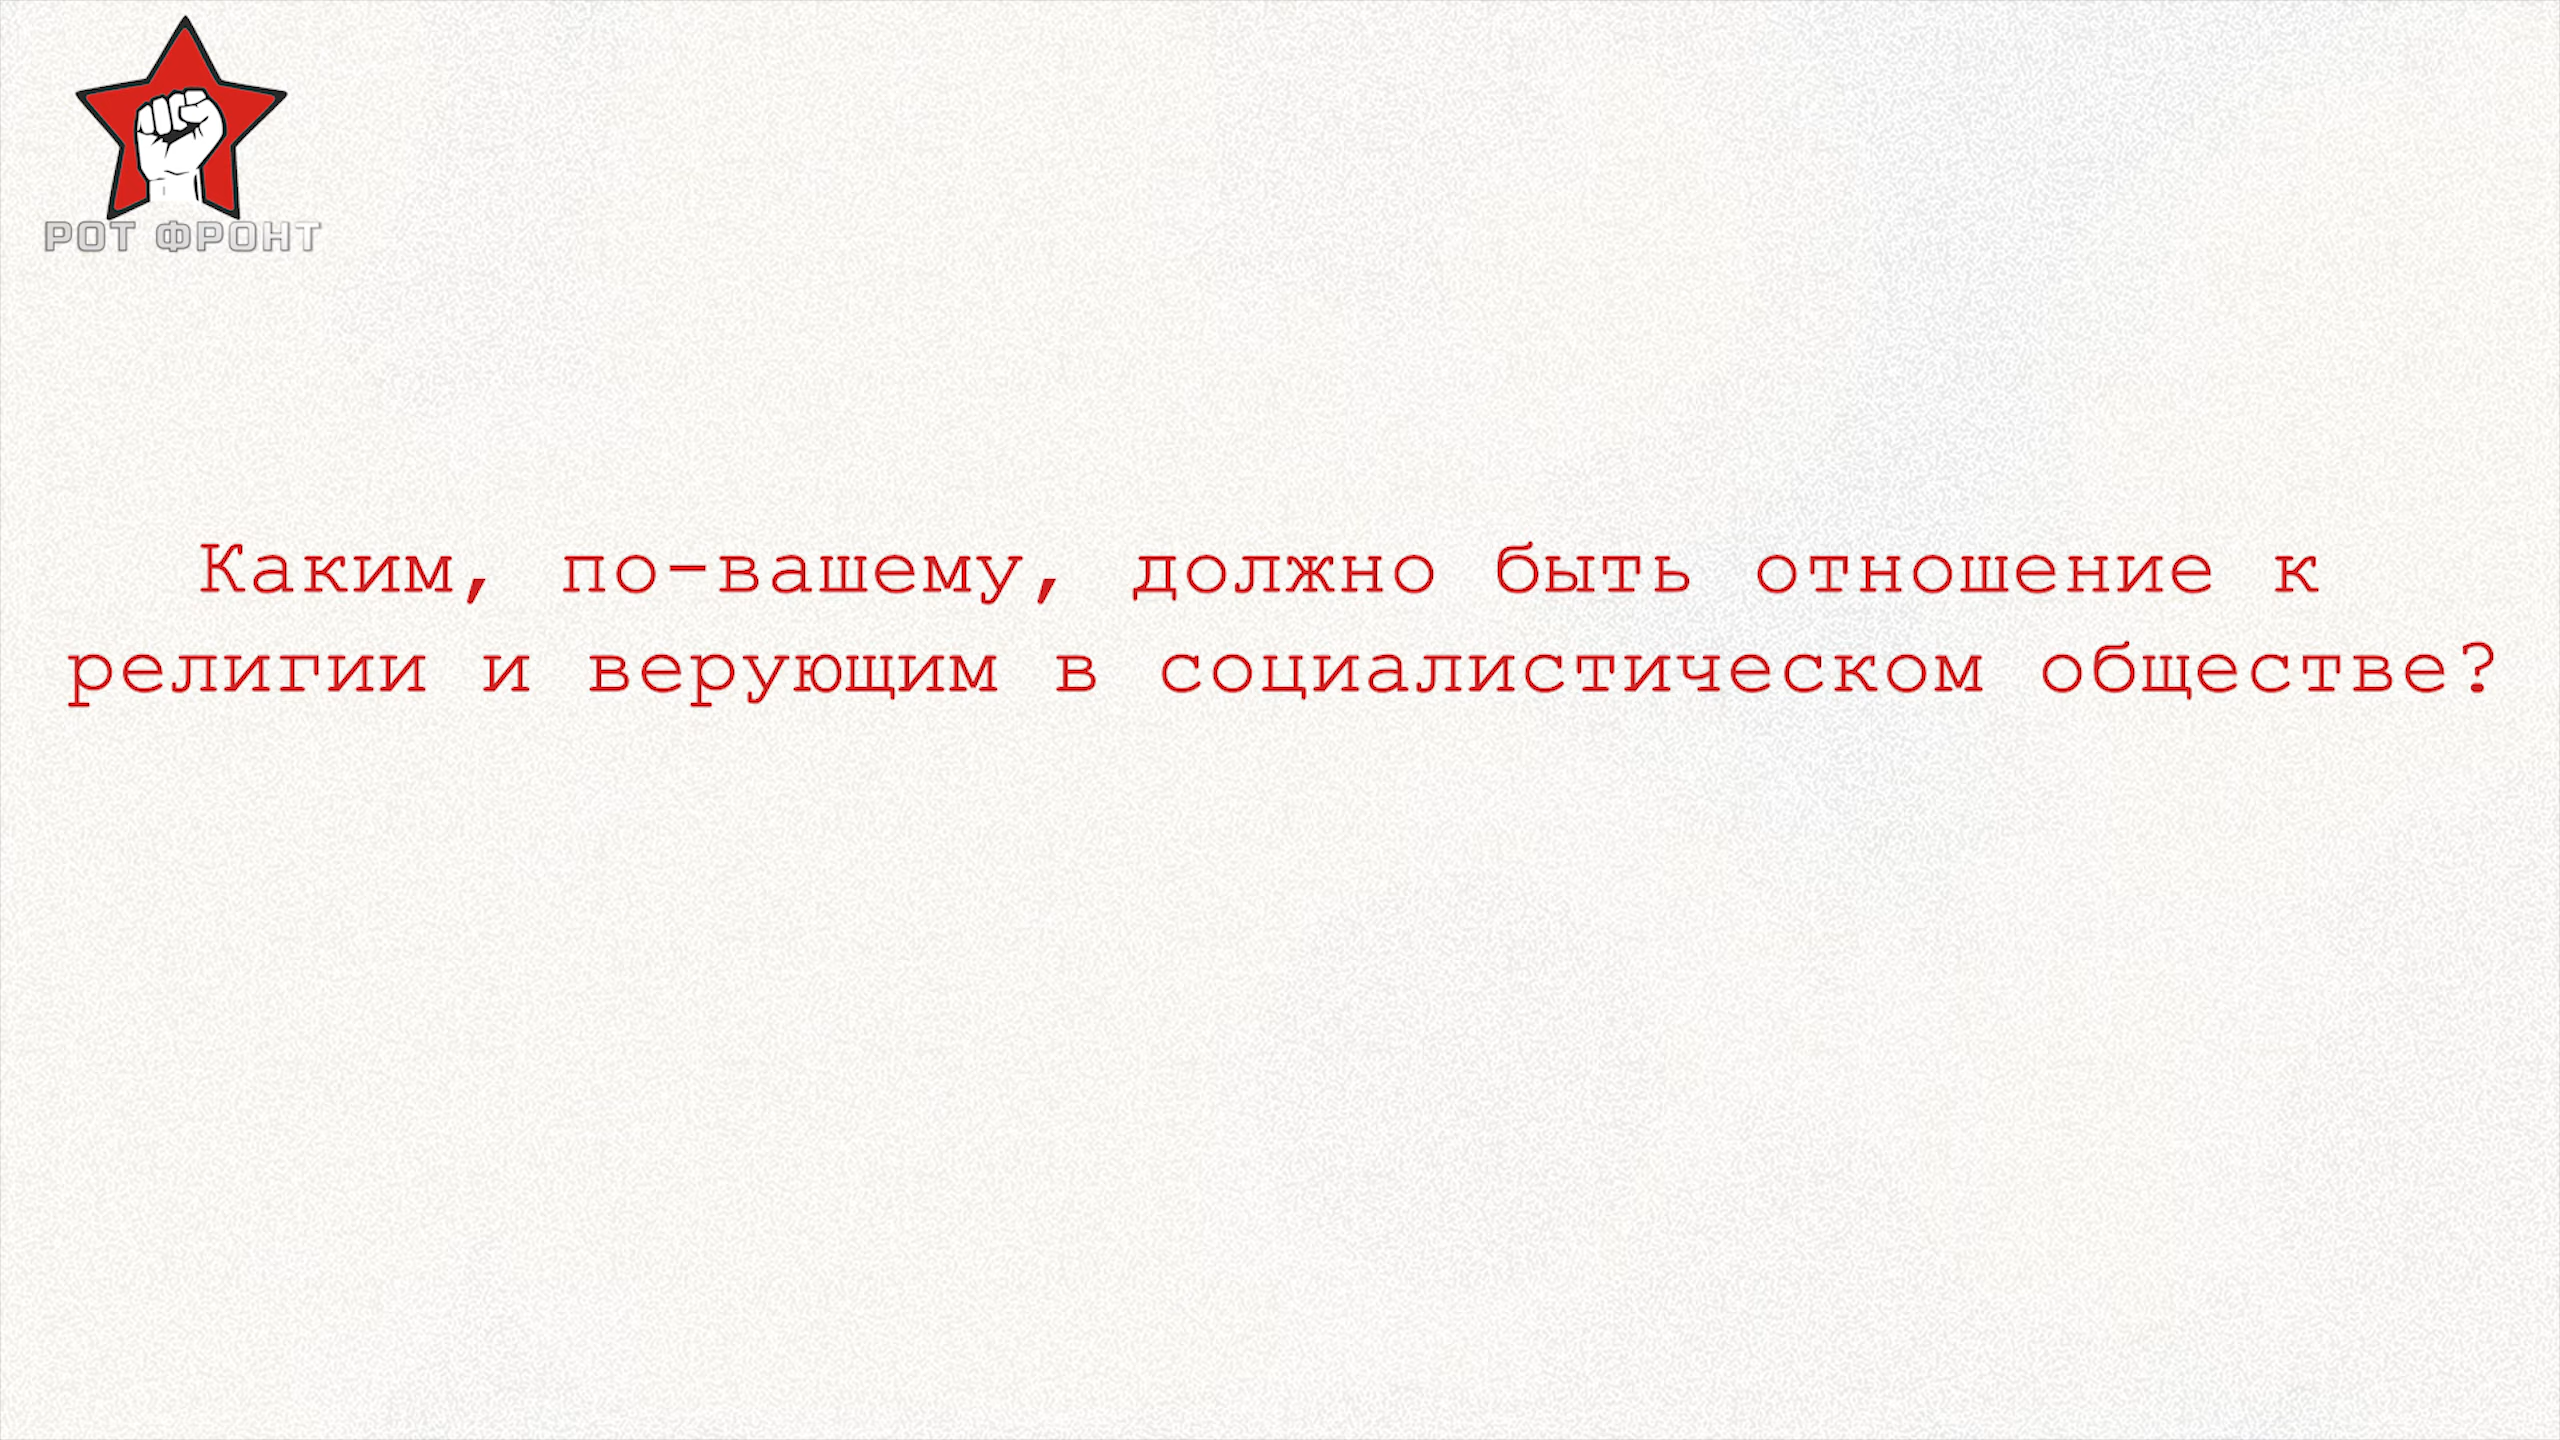 РОТ ФРОНТ
Каким, по-вашему, должно быть отношение к
религии и верующим в социалистическом обществе?